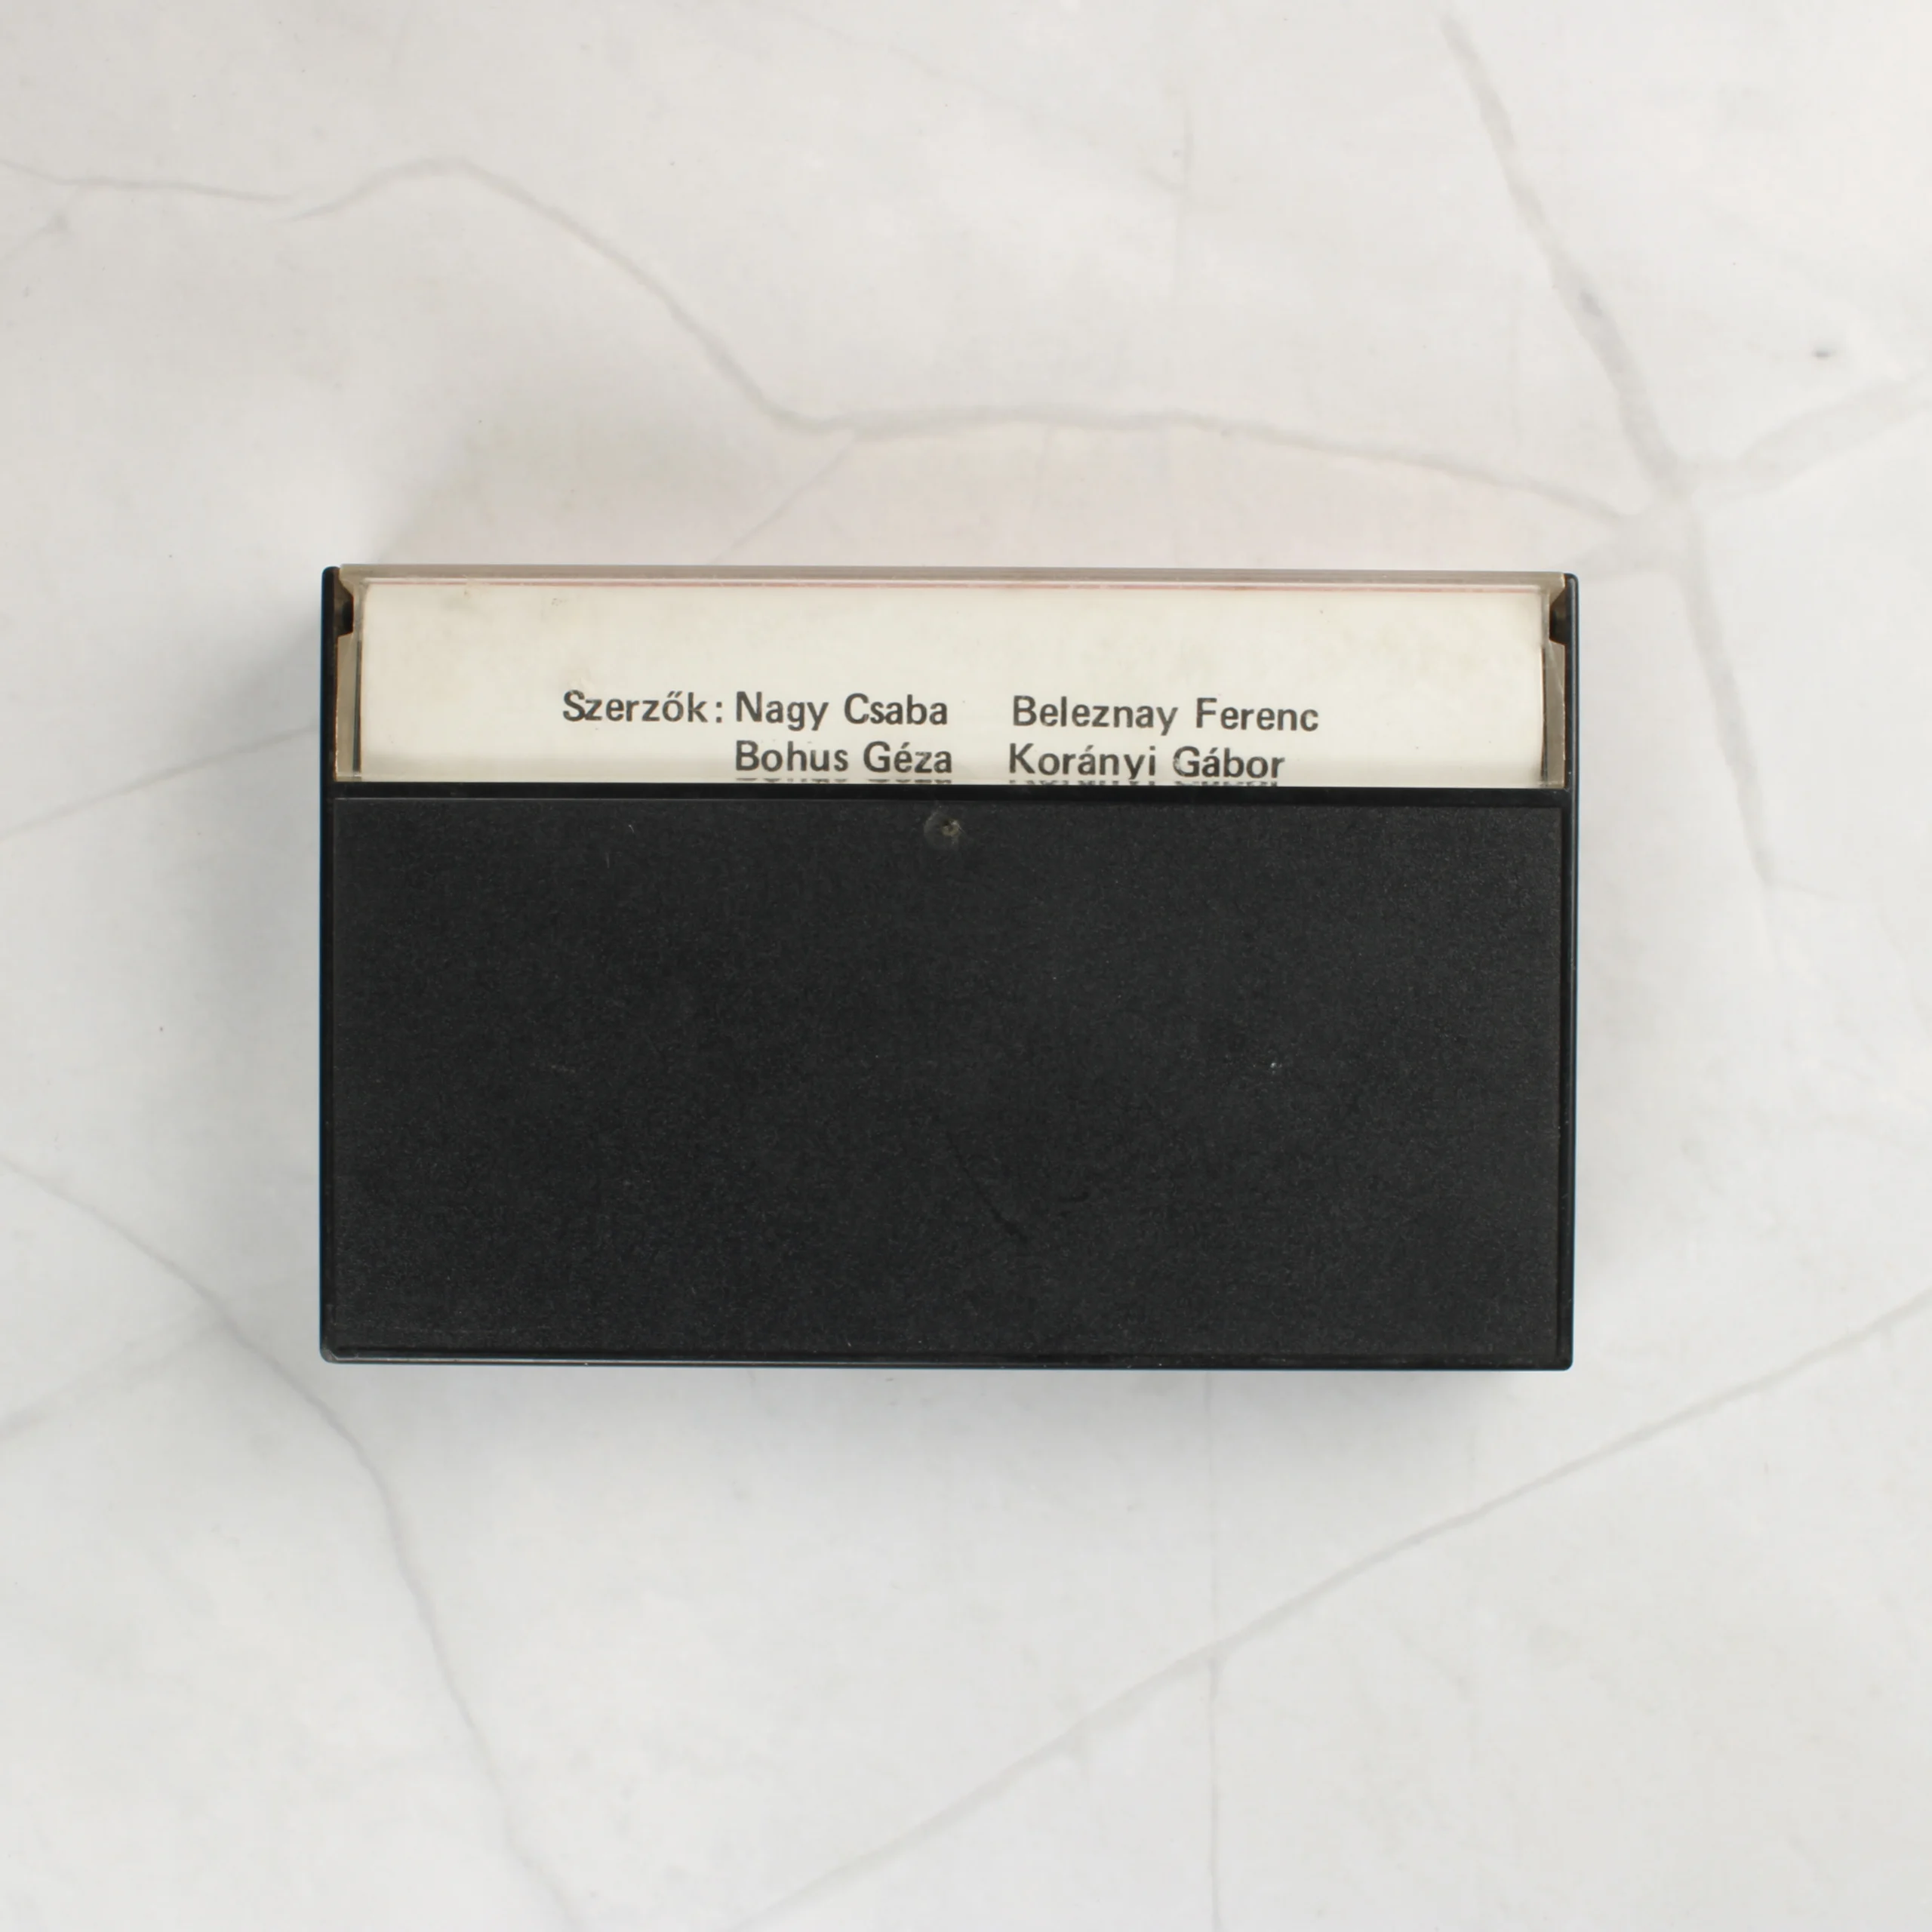 Szerzők: Nagy Csaba Beleznay Ferenc
Bohus Géza Korányi Gábor